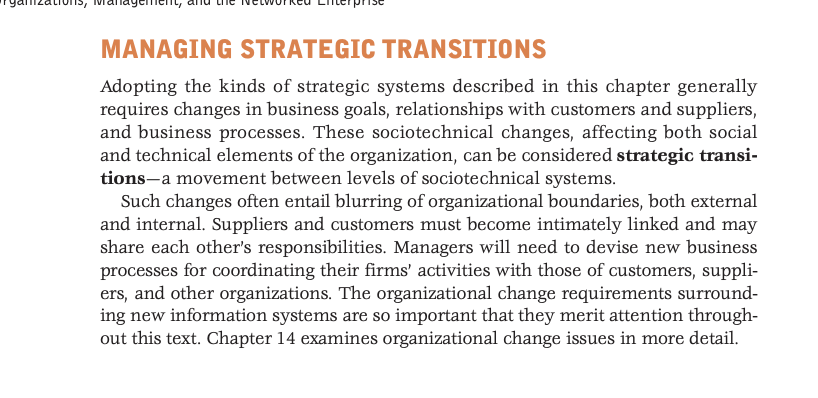 Organizations, Management, and the Networked Enterprise
MANAGING STRATEGIC TRANSITIONS
Adopting the kinds of strategic systems described in this chapter generally
requires changes in business goals, relationships with customers and suppliers,
and business processes. These sociotechnical changes, affecting both social
and technical elements of the organization, can be considered strategic transi-
tions—a movement between levels of sociotechnical systems.
Such changes often entail blurring of organizational boundaries, both external
and internal. Suppliers and customers must become intimately linked and may
share each other's responsibilities. Managers will need to devise new business
processes for coordinating their firms' activities with those of customers, suppli-
ers, and other organizations. The organizational change requirements surround-
ing new information systems are so important that they merit attention through-
out this text. Chapter 14 examines organizational change issues in more detail.